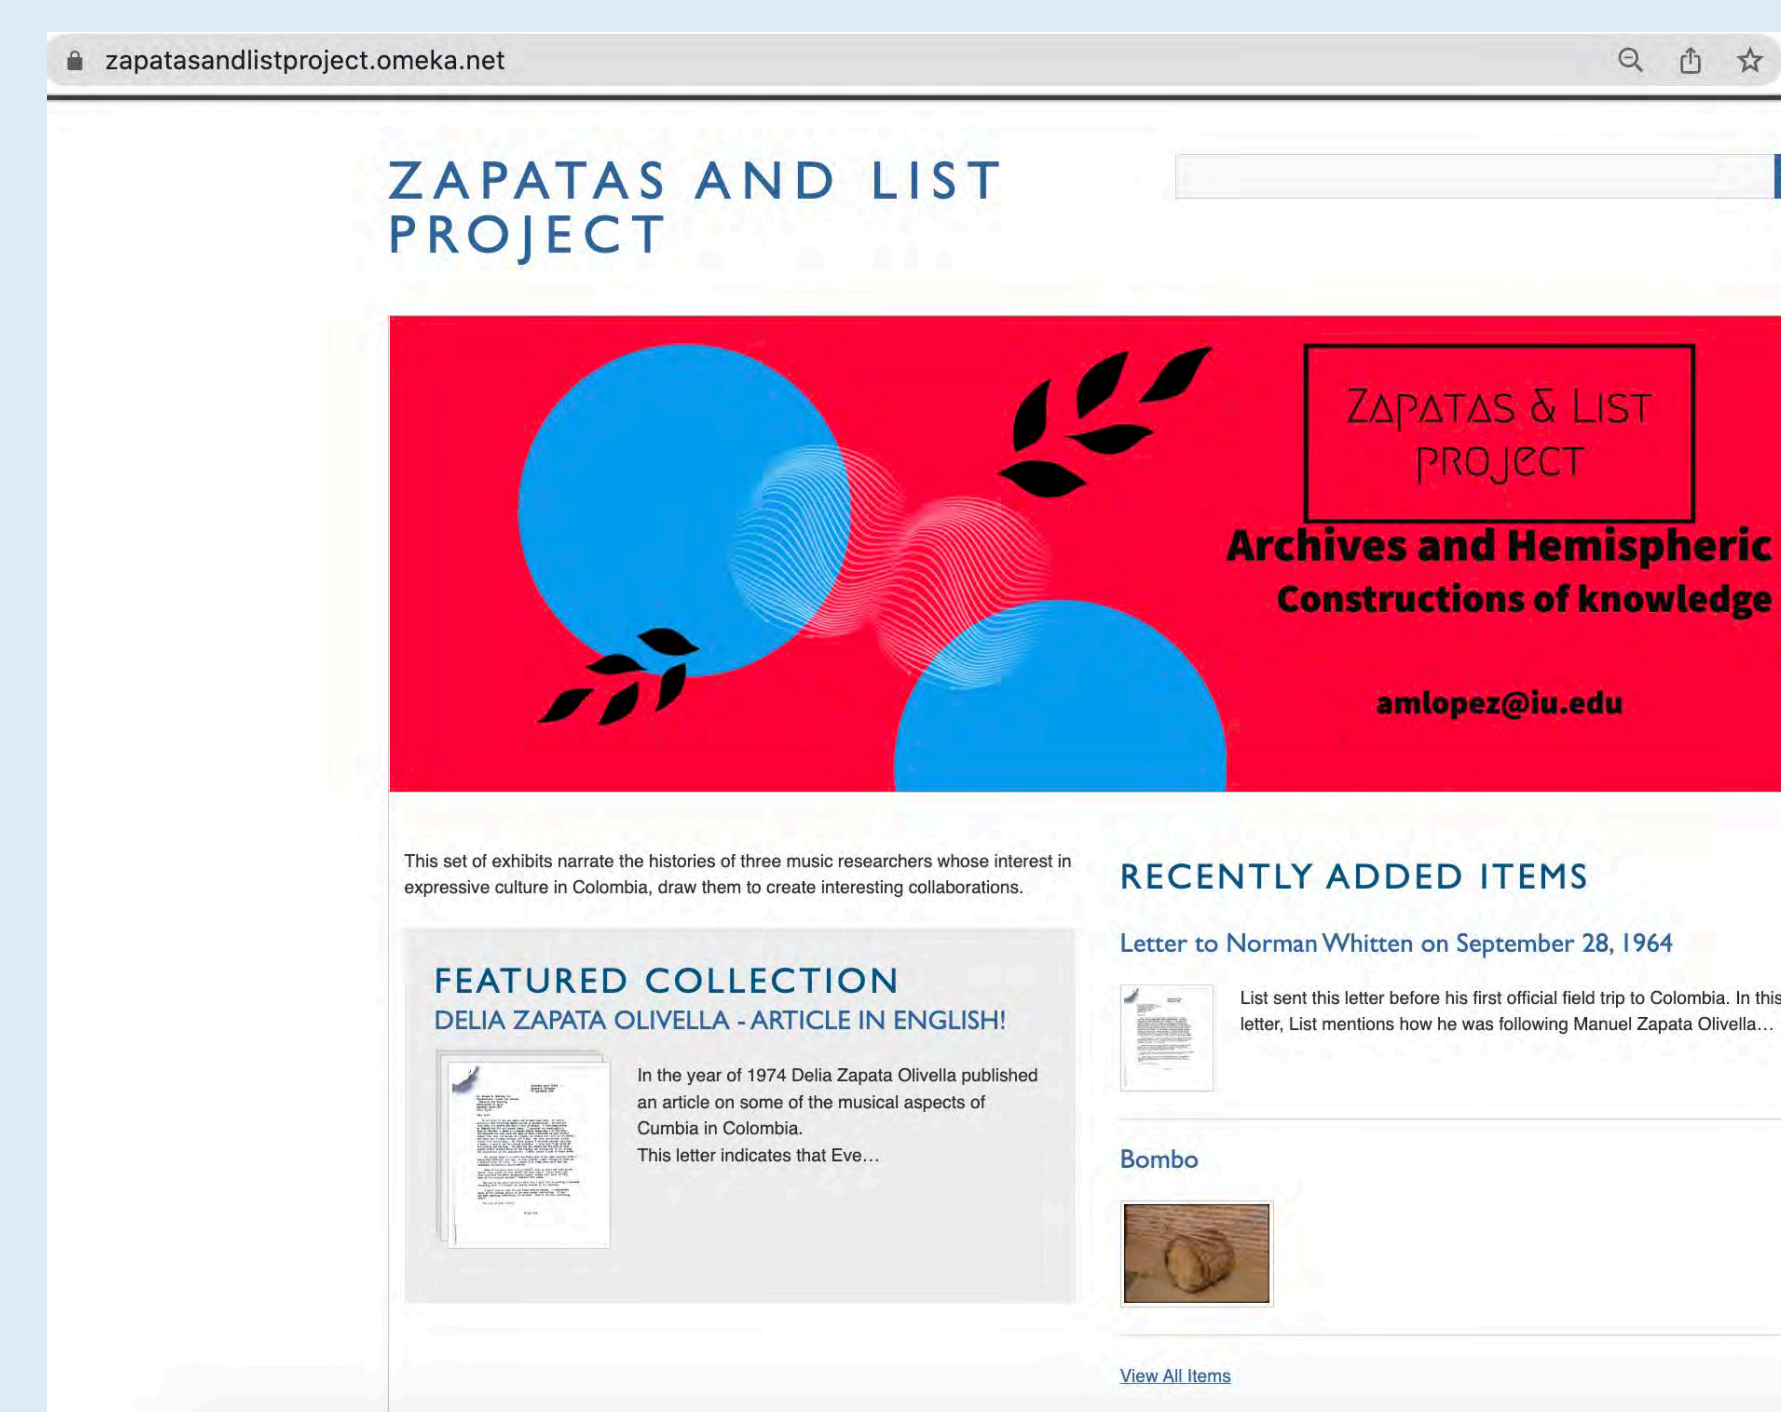 zapatasandlistproject.omeka.net
ZAPATAS AND LIST
PROJECT
ZAPATAS & LIST
PROJECT
Archives and Hemispheric
Constructions of knowledge
amlopez@iu.edu
This set of exhibits narrate the histories of three music researchers whose interest in
expressive culture in Colombia, draw them to create interesting collaborations.
FEATURED COLLECTION
DELIA ZAPATA OLIVELLA - ARTICLE IN ENGLISH!
In the year of 1974 Delia Zapata Olivella published
an article on some of the musical aspects of
Cumbia in Colombia.
This letter indicates that Eve…
RECENTLY ADDED ITEMS
Letter to Norman Whitten on September 28, 1964
List sent this letter before his first official field trip to Colombia. In this
letter, List mentions how he was following Manuel Zapata Olivella…
Bombo
View All Items